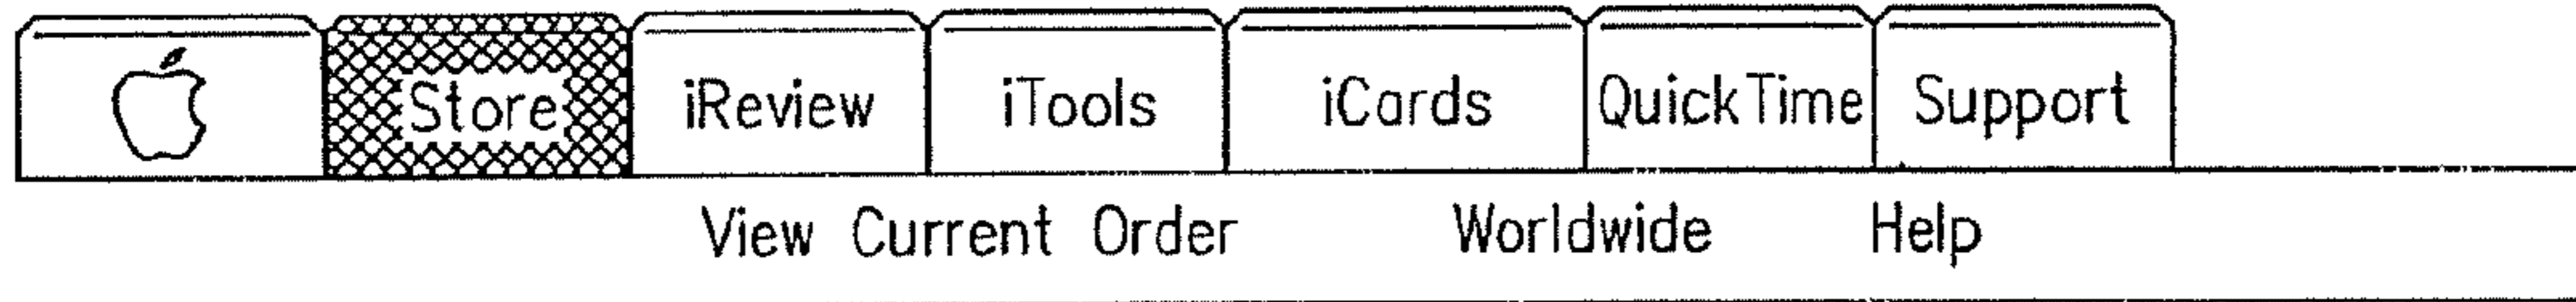 Store iReview iTools iCards QuickTime Support
View Current Order Worldwide Help